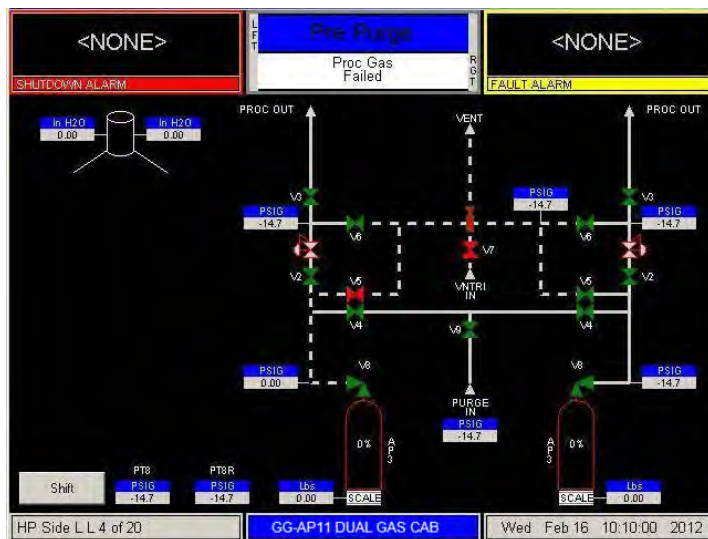 <NONE>
SHUTDOWN ALARM
LFT
Pre Purge
Proc Gas
Failed
RGT
<NONE>
FAULT ALARM
In H2O
0.00
In H2O
0.00
PROC OUT
VENT
PROC OUT
V3
PSIG
-14.7
V6
PSIG
-14.7
V3
V6
PSIG
-14.7
V7
V2
V5
VNTRI
IN
V5
V2
V4
V9
V4
PSIG
0.00
V8
V8
PSIG
-14.7
PURGE
IN
PSIG
-14.7
0%
AP3
AP3
0%
Shift
PT8
PSIG
-14.7
PT8R
PSIG
-14.7
Lbs
0.00
SCALE
SCALE
Lbs
0.00
HP Side L L 4 of 20
GG-AP11 DUAL GAS CAB
Wed Feb 16 10:10:00 2012